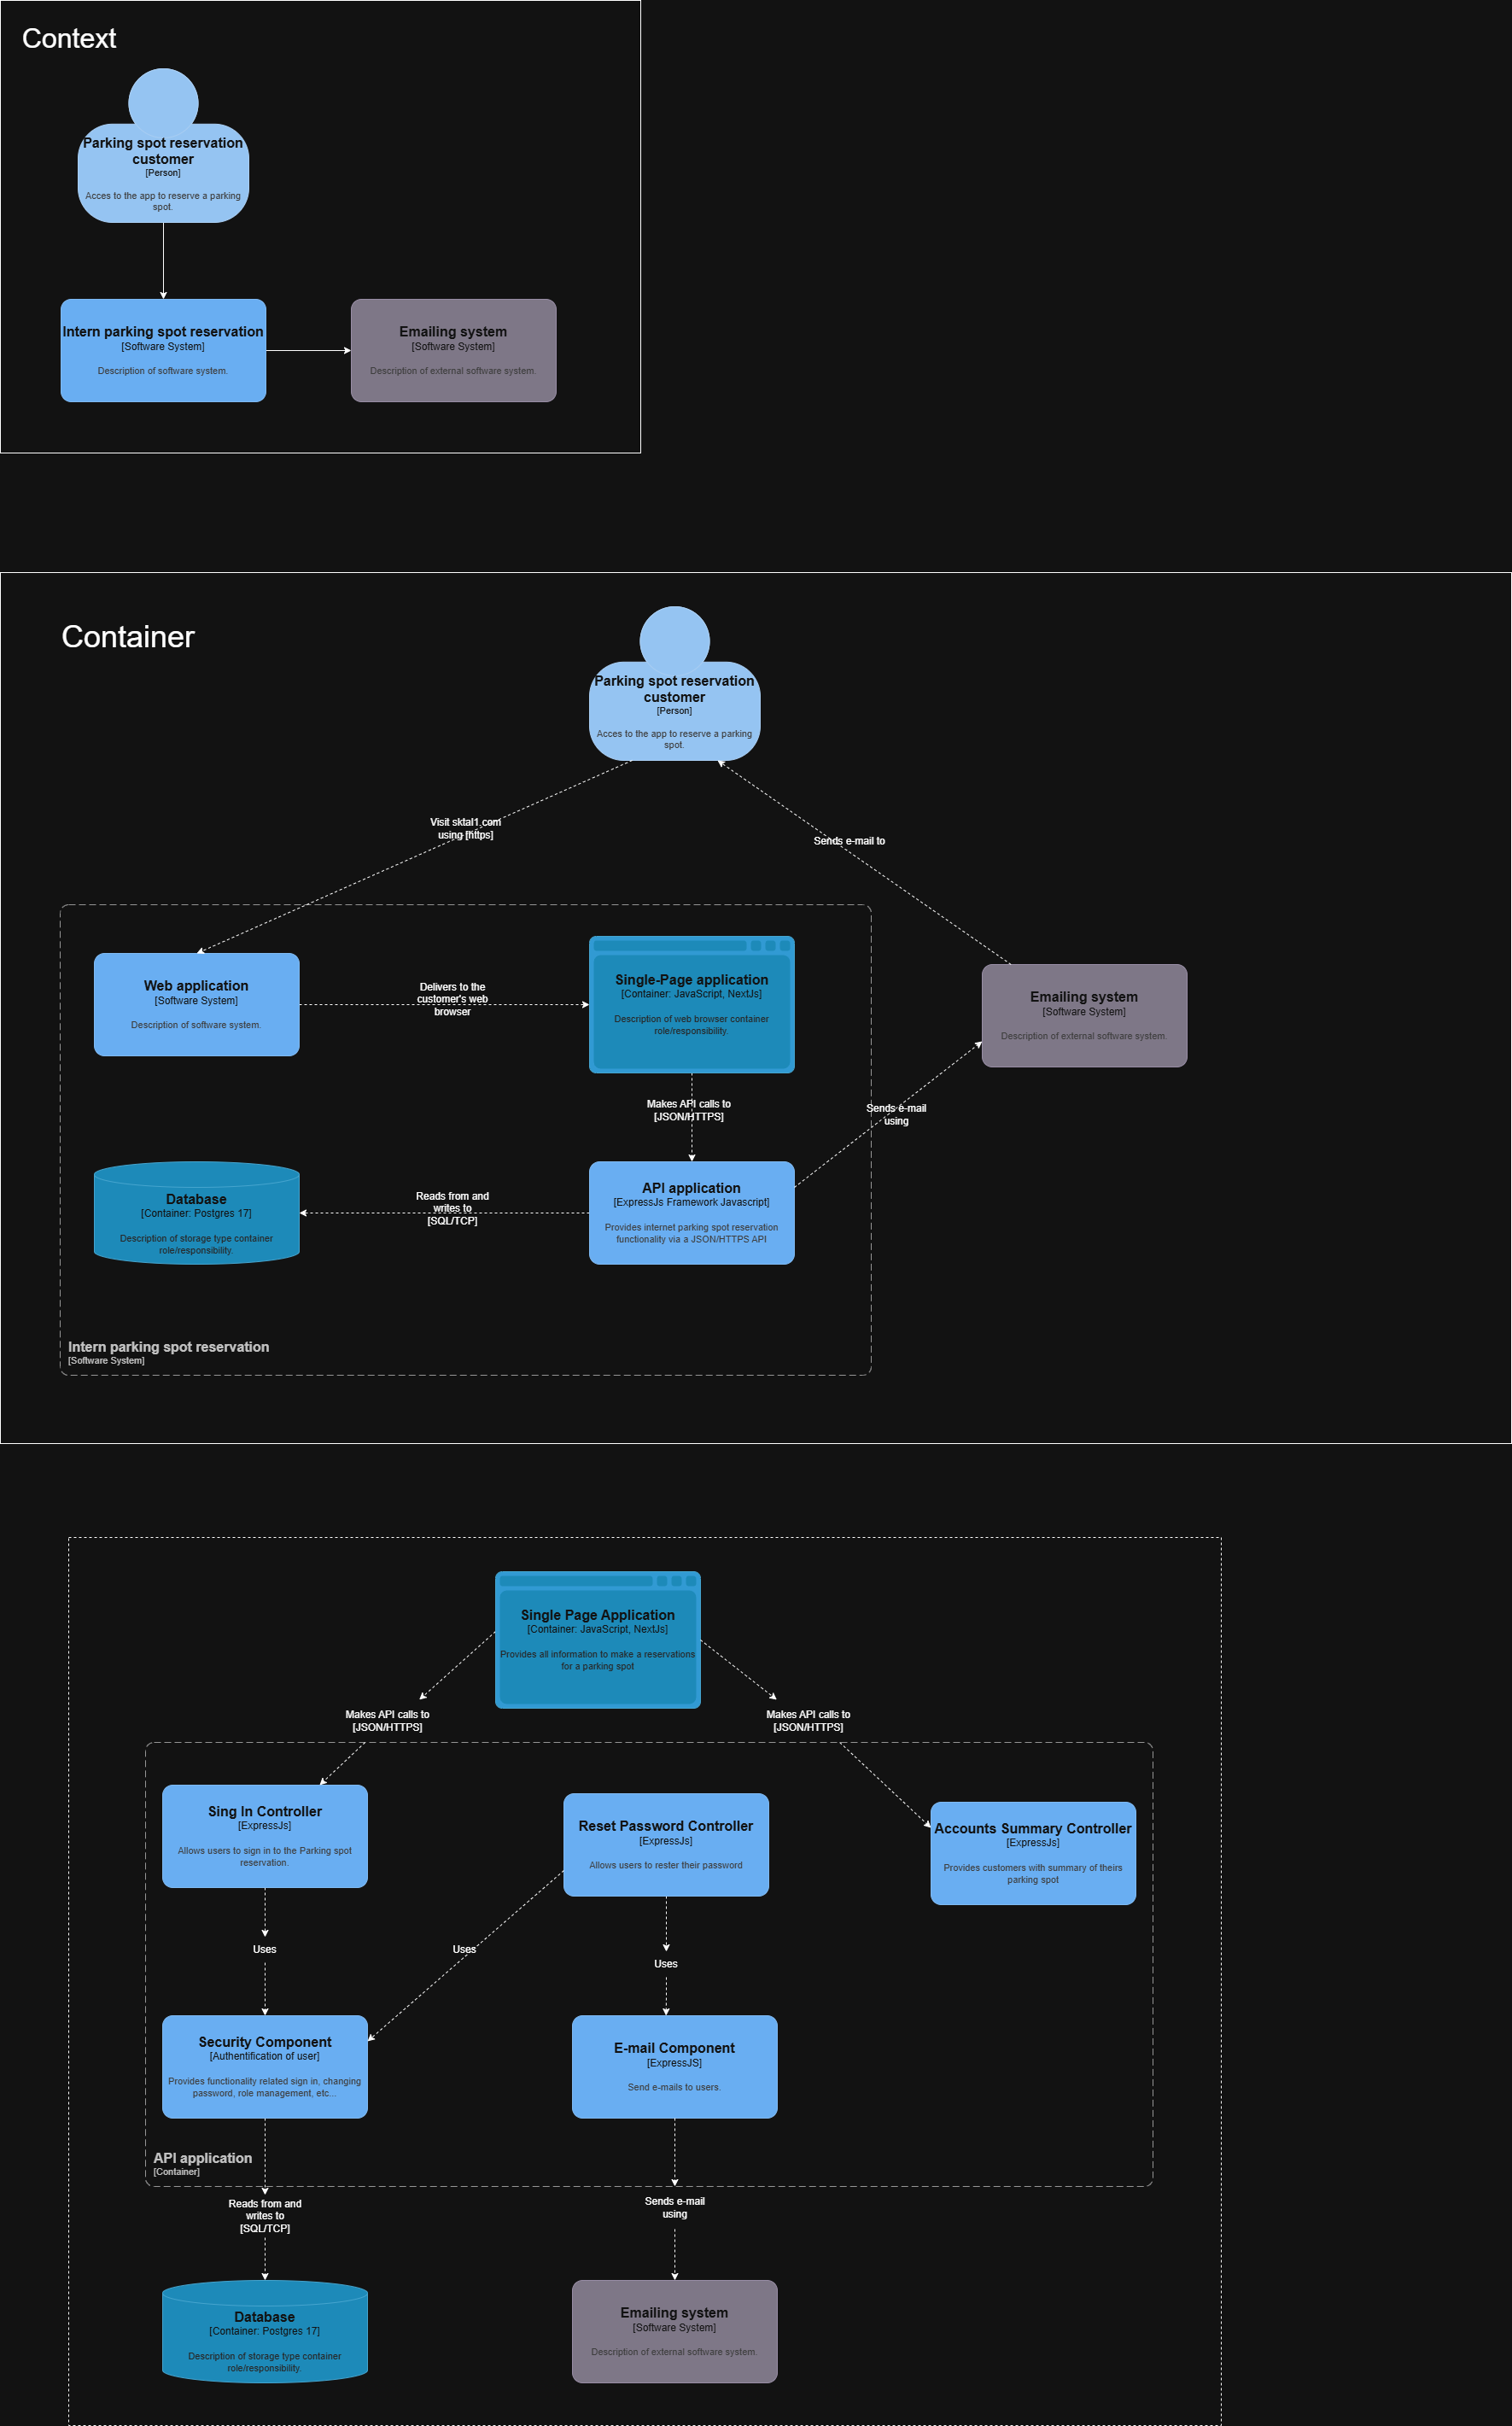 Context
Parking spot reservation
customer
[Person]
Acces to the app to reserve a parking
spot.
Intern parking spot reservation
[Software System]
Description of software system.
Emailing system
[Software System]
Description of external software system.
Container
Parking spot reservation
customer
[Person]
Acces to the app to reserve a parking
spot.
Visit sktal1.com
using [https]
Sends e-mail to
Web application
[Software System]
Description of software system.
Delivers to the
customer's web
browser
Single-Page application
[Container: JavaScript, NextJs]
Description of web browser container
role/responsibility.
Emailing system
[Software System]
Description of external software system.
Makes API calls to
[JSON/HTTPS]
Sends e-mail
using
Database
[Container: Postgres 17]
Description of storage type container
role/responsibility.
Reads from and
writes to
[SQL/TCP]
API application
[ExpressJs Framework Javascript]
Provides internet parking spot reservation
functionality via a JSON/HTTPS API
Intern parking spot reservation
[Software System]
Single Page Application
[Container: JavaScript, NextJs]
Provides all information to make a reservations
for a parking spot
Makes API calls to
[JSON/HTTPS]
Makes API calls to
[JSON/HTTPS]
Sing In Controller
[ExpressJs]
Allows users to sign in to the Parking spot
reservation.
Reset Password Controller
[ExpressJs]
Allows users to rester their password
Accounts Summary Controller
[ExpressJs]
Provides customers with summary of theirs
parking spot
Uses
Uses
Uses
Security Component
[Authentification of user]
Provides functionality related sign in, changing
password, role management, etc...
E-mail Component
[ExpressJS]
Send e-mails to users.
API application
[Container]
Reads from and
writes to
[SQL/TCP]
Sends e-mail
using
Database
[Container: Postgres 17]
Description of storage type container
role/responsibility.
Emailing system
[Software System]
Description of external software system.